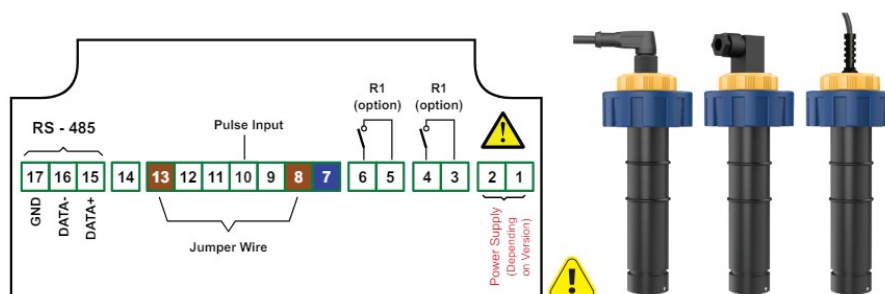 RS - 485
Pulse Input
R1
(option)
R1
(option)
17 16 15 14 13 12 11 10 9 8 7 6 5 4 3 2 1
GND
DATA-
DATA+
Jumper Wire
Power Supply
(Depending
on Version)